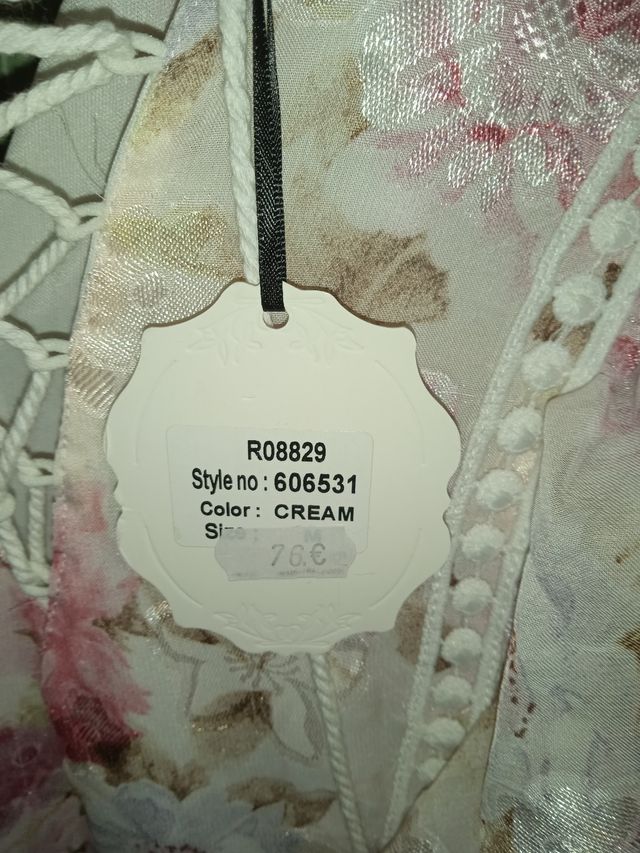 R08829
Style no : 606531
Color : CREAM
Size : M
76.€